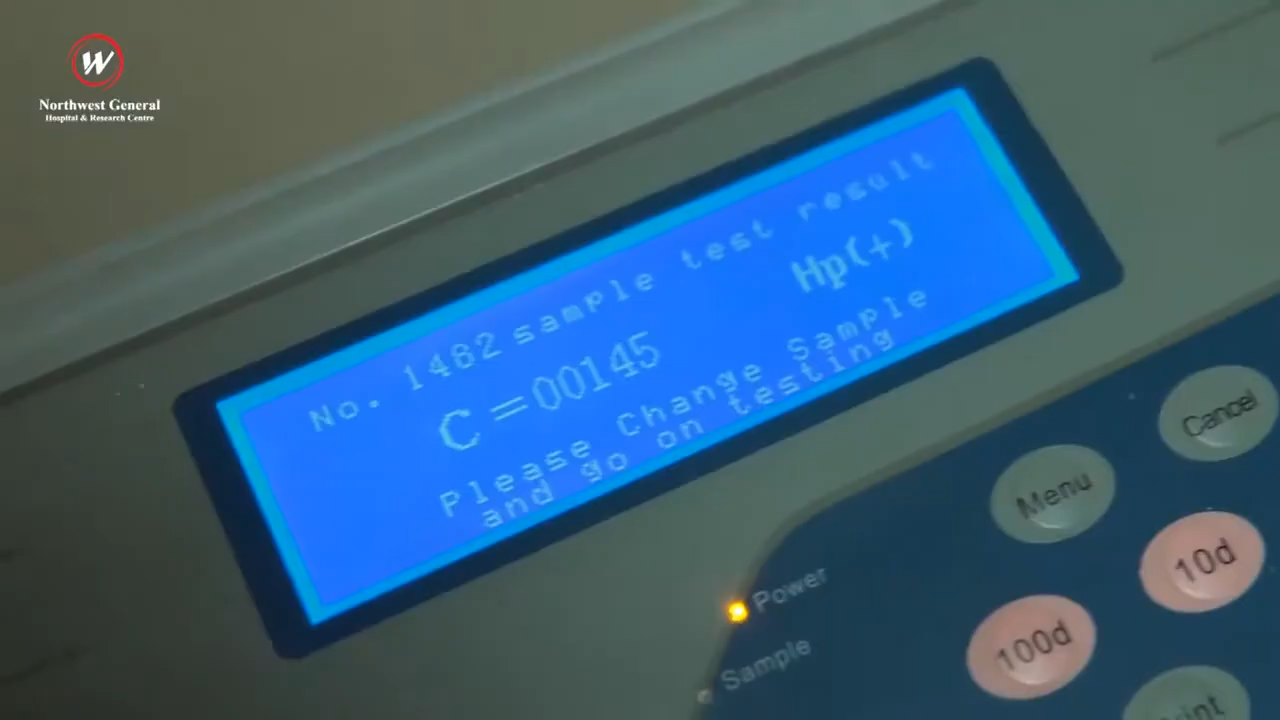 W
Northwest General
Hospital & Research Centre
No. 1482 sample test result
C=00145 Hp(+)
Please Change Sample
and go on testing
Cancel
Menu
10d
100d
Power
Sample